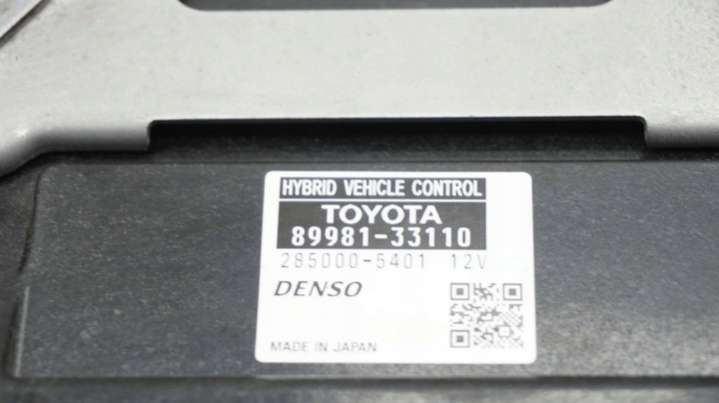 HYBRID VEHICLE CONTROL
TOYOTA
89981-33110
285000-5401 12V
DENSO
MADE IN JAPAN